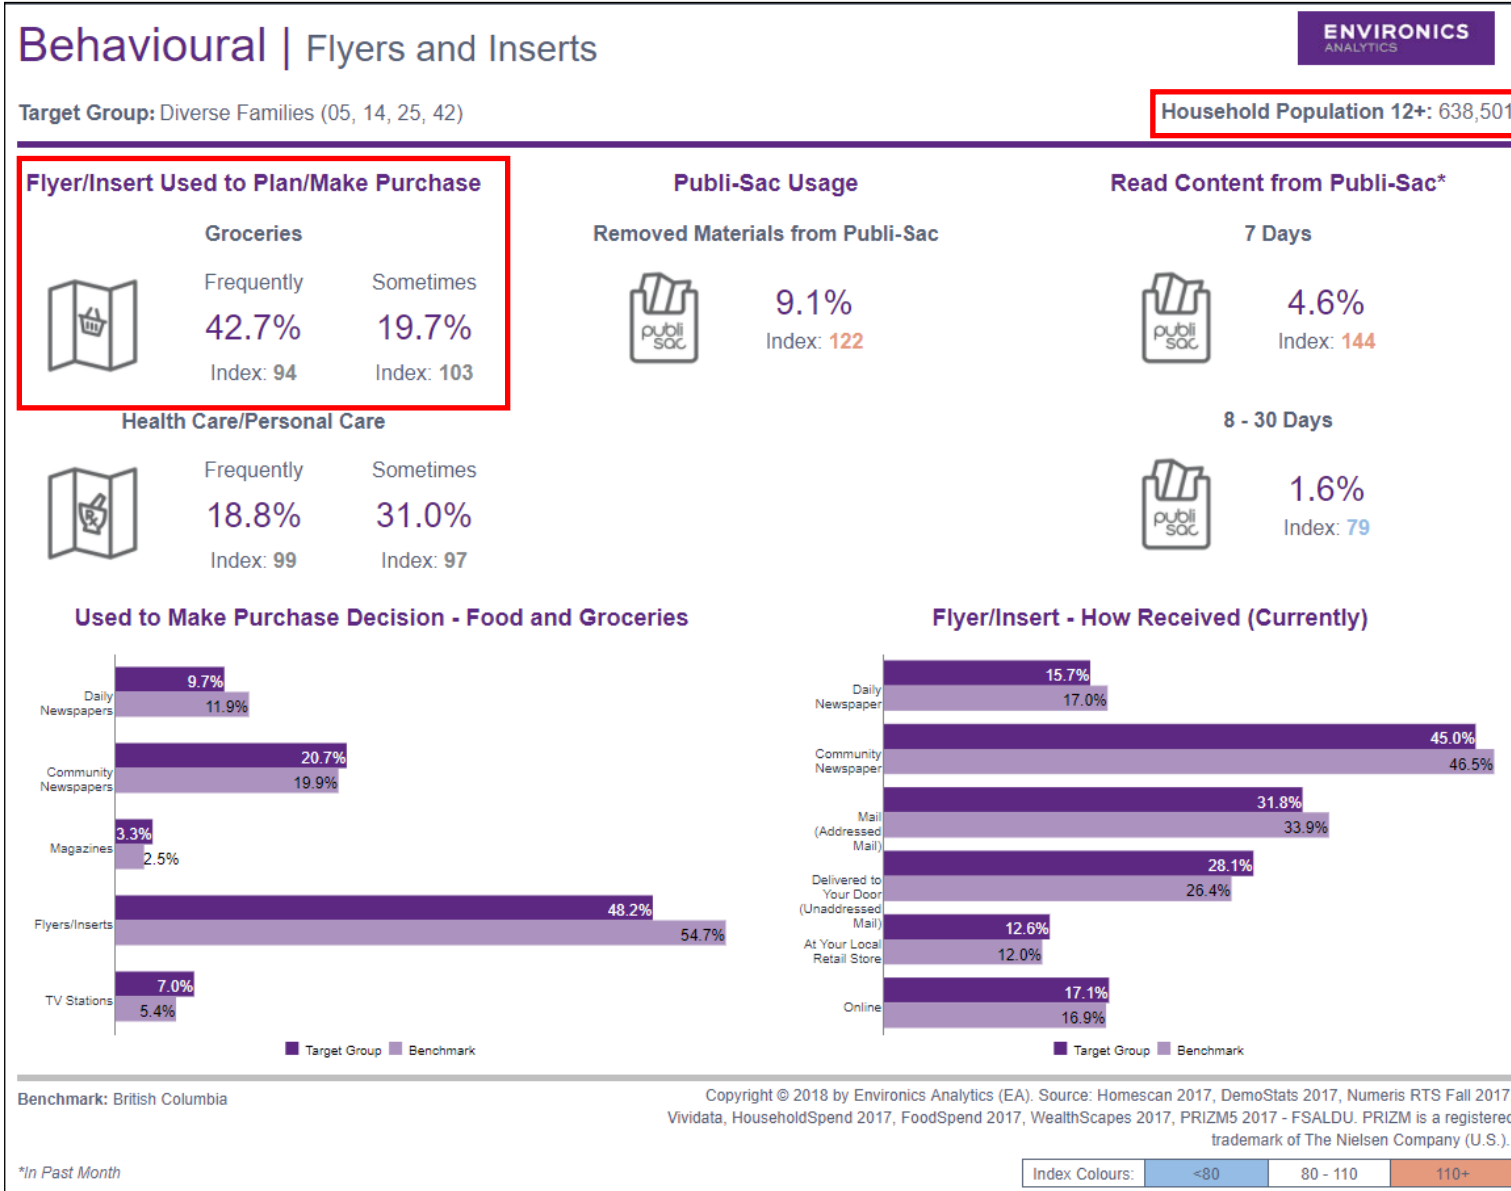 Behavioural | Flyers and Inserts
ENVIRONICS
ANALYTICS
Target Group: Diverse Families (05, 14, 25, 42)
Household Population 12+: 638,501
Flyer/Insert Used to Plan/Make Purchase
Groceries
Frequently Sometimes
42.7% 19.7%
Index: 94 Index: 103
Health Care/Personal Care
Frequently Sometimes
18.8% 31.0%
Index: 99 Index: 97
Publi-Sac Usage
Removed Materials from Publi-Sac
publi
sac
9.1%
Index: 122
Read Content from Publi-Sac*
7 Days
publi
sac
4.6%
Index: 144
8 - 30 Days
publi
sac
1.6%
Index: 79
Used to Make Purchase Decision - Food and Groceries
Daily
Newspapers
9.7%
11.9%
Community
Newspapers
20.7%
19.9%
Magazines
3.3%
2.5%
Flyers/Inserts
48.2%
54.7%
TV Stations
7.0%
5.4%
Target Group Benchmark
Flyer/Insert - How Received (Currently)
Daily
Newspaper
15.7%
17.0%
Community
Newspaper
45.0%
46.5%
Mail
(Addressed
Mail)
31.8%
33.9%
Delivered to
Your Door
(Unaddressed
Mail)
28.1%
26.4%
At Your Local
Retail Store
12.6%
12.0%
Online
17.1%
16.9%
Target Group Benchmark
Benchmark: British Columbia
Copyright © 2018 by Environics Analytics (EA). Source: Homescan 2017, DemoStats 2017, Numeris RTS Fall 2017
Vividata, HouseholdSpend 2017, FoodSpend 2017, WealthScapes 2017, PRIZM5 2017 - FSALDU. PRIZM is a registered
trademark of The Nielsen Company (U.S.).
*In Past Month
Index Colours: <80 80 - 110 110+
Rx